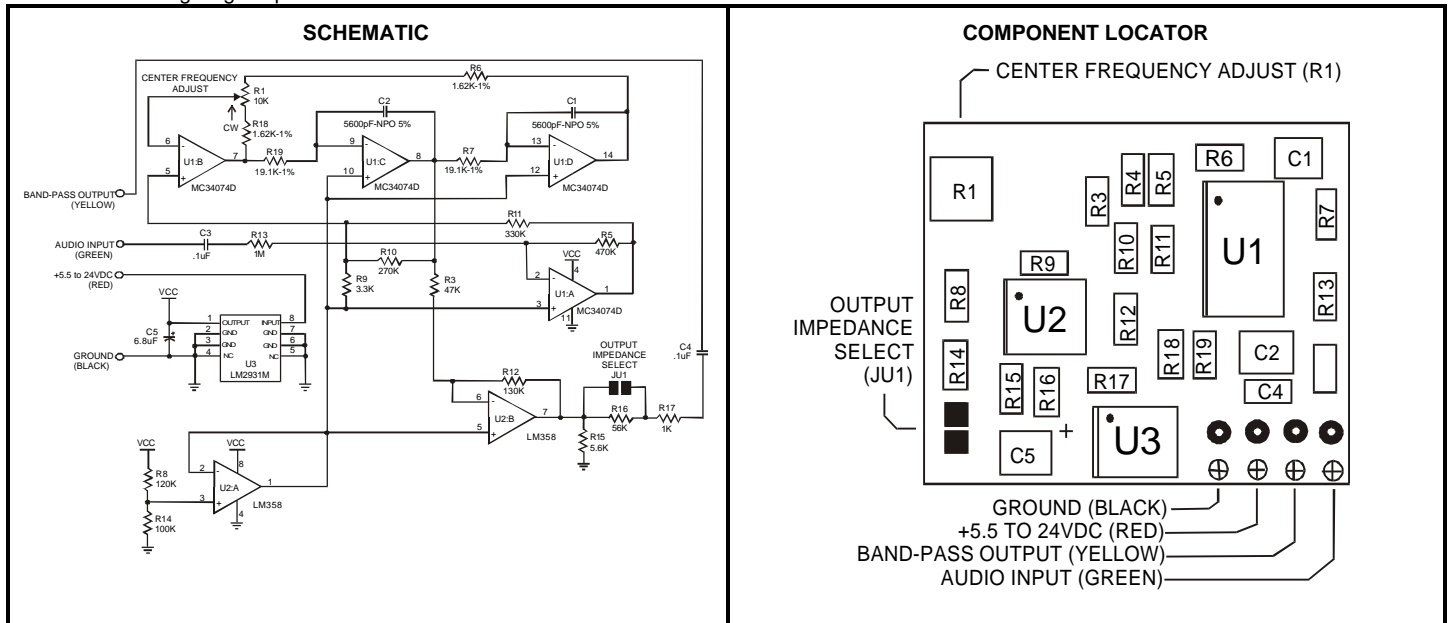 SCHEMATIC
CENTER FREQUENCY
ADJUST
R1
10K
CW
R18
1.62K-1%
R6
1.62K-1%
C2
5600pF-NPO 5%
C1
5600pF-NPO 5%
6
-
5
+
U1:B
7
MC34074D
R19
19.1K-1%
9
-
10
+
U1:C
8
MC34074D
R7
19.1K-1%
13
-
12
+
U1:D
14
MC34074D
BAND-PASS OUTPUT
(YELLOW)
AUDIO INPUT
(GREEN)
C3
.1uF
R13
1M
R11
330K
R5
470K
R10
270K
R9
3.3K
R3
47K
VCC
4
2
-
3
+
U1:A
1
11
MC34074D
+5.5 to 24VDC
(RED)
VCC
C5
6.8uF
+
GROUND
(BLACK)
1 OUTPUT INPUT 8
2 GND GND 7
3 GND GND 6
4 NC NC 5
U3
LM2931M
OUTPUT
IMPEDANCE
SELECT
JU1
C4
.1uF
R12
130K
6
-
5
+
U2:B
7
LM358
R16
56K
R17
1K
R15
5.6K
VCC
R8
120K
R14
100K
VCC
8
2
-
3
+
U2:A
1
4
LM358
COMPONENT LOCATOR
CENTER FREQUENCY ADJUST (R1)
R1
R3
R4
R5
R6
C1
R7
U1
R10
R11
R9
R8
U2
R12
R13
OUTPUT
IMPEDANCE
SELECT
(JU1)
R14
R15
R16
R17
R18
R19
C2
C4
C5
+
U3
GROUND (BLACK)
+5.5 TO 24VDC (RED)
BAND-PASS OUTPUT (YELLOW)
AUDIO INPUT (GREEN)